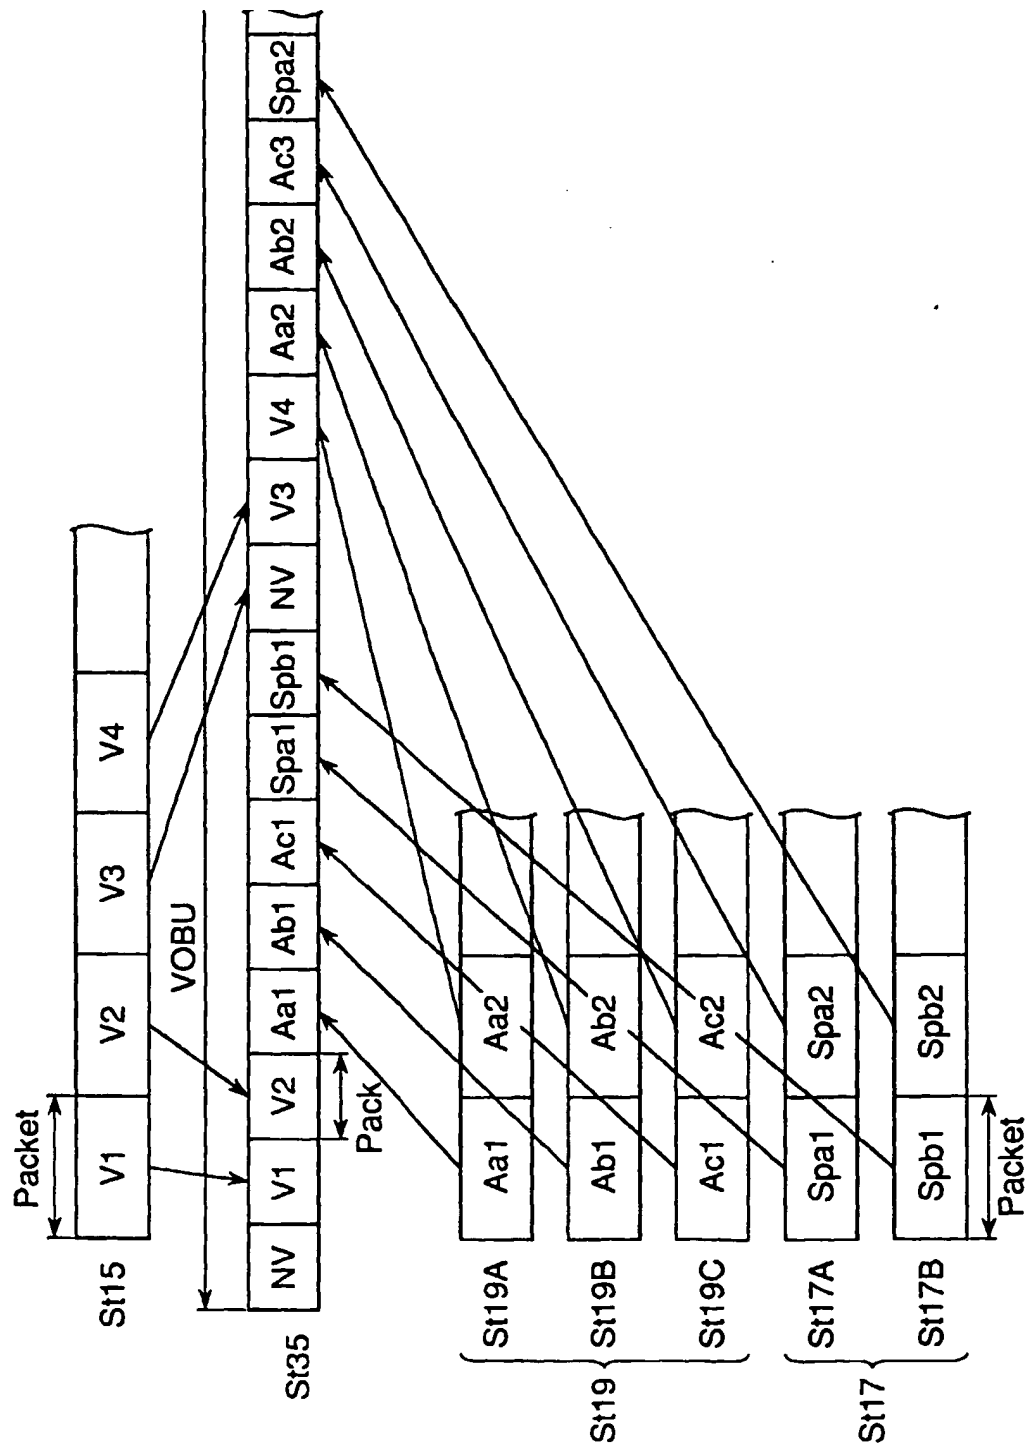 Packet
St15 V1 V2 V3 V4
VOBU
St35 NV V1 V2 Aa1 Ab1 Ac1 Spa1 Spb1 NV V3 V4 Aa2 Ab2 Ac3 Spa2
Pack
St19
St19A Aa1 Aa2
St19B Ab1 Ab2
St19C Ac1 Ac2
St17
St17A Spa1 Spa2
St17B Spb1 Spb2
Packet